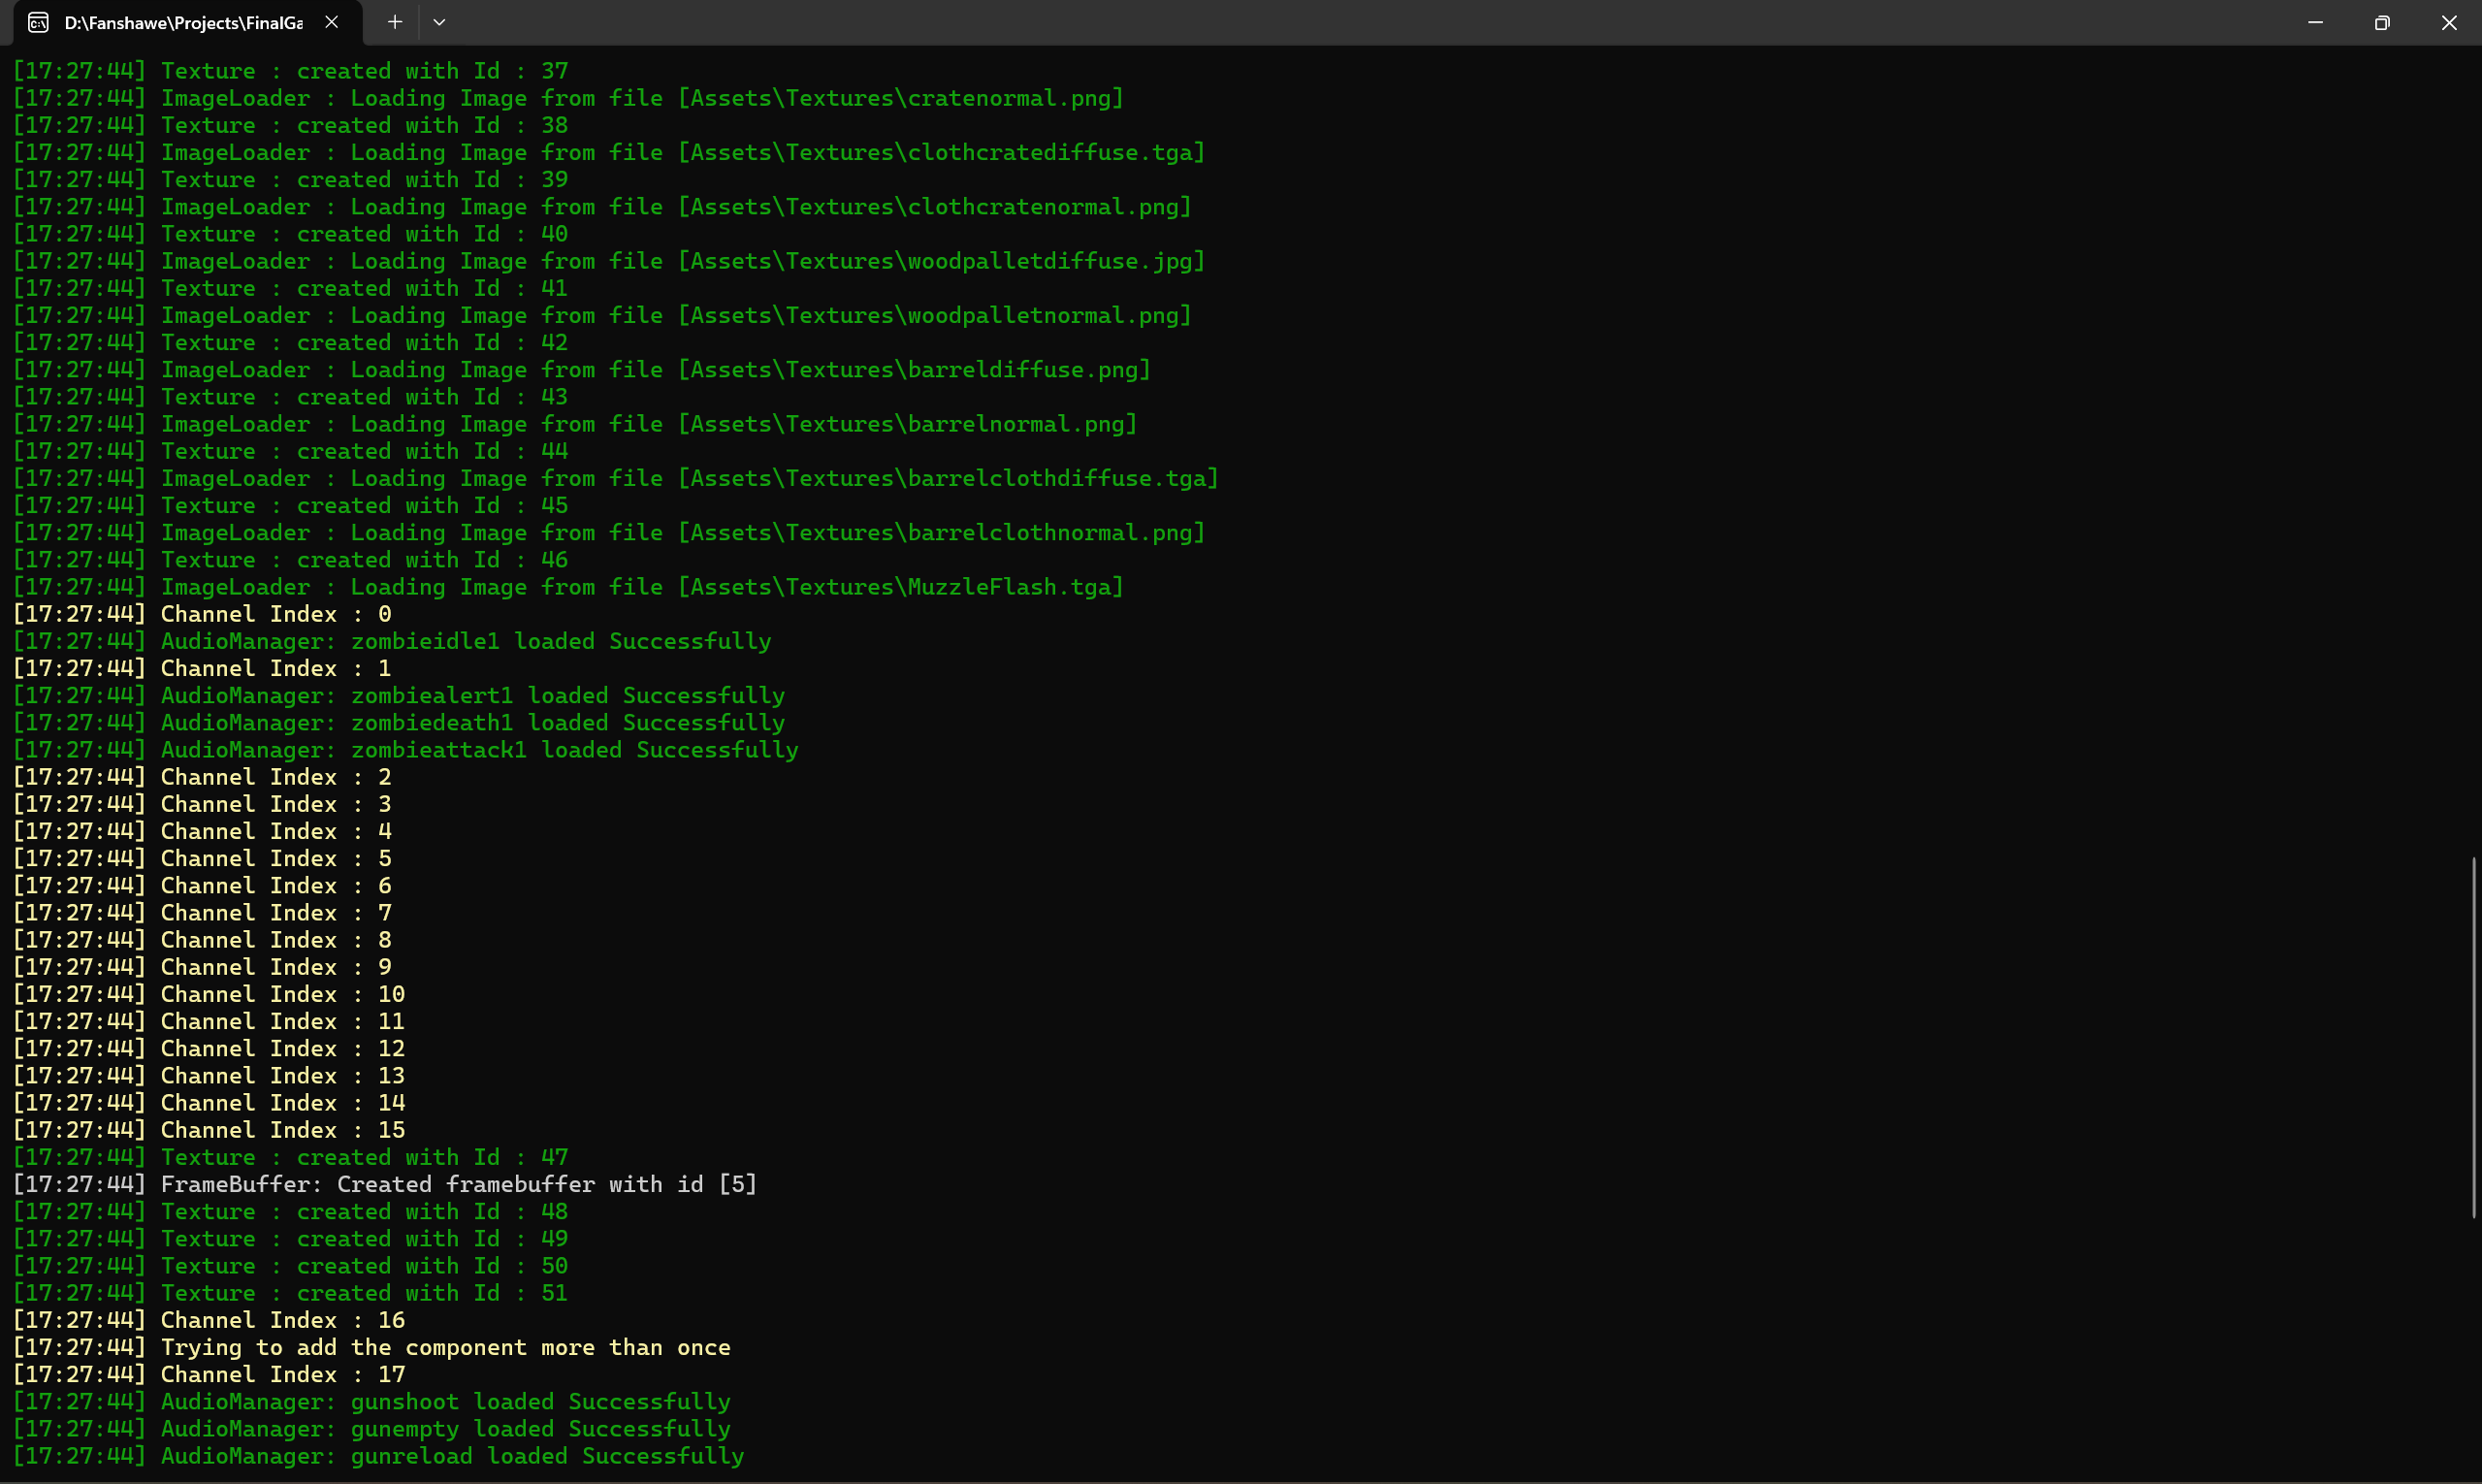 D:\Fanshawe\Projects\FinalGa
[17:27:44] Texture : created with Id : 37
[17:27:44] ImageLoader : Loading Image from file [Assets\Textures\cratenormal.png]
[17:27:44] Texture : created with Id : 38
[17:27:44] ImageLoader : Loading Image from file [Assets\Textures\clothcratediffuse.tga]
[17:27:44] Texture : created with Id : 39
[17:27:44] ImageLoader : Loading Image from file [Assets\Textures\clothcratenormal.png]
[17:27:44] Texture : created with Id : 40
[17:27:44] ImageLoader : Loading Image from file [Assets\Textures\woodpalletdiffuse.jpg]
[17:27:44] Texture : created with Id : 41
[17:27:44] ImageLoader : Loading Image from file [Assets\Textures\woodpalletnormal.png]
[17:27:44] Texture : created with Id : 42
[17:27:44] ImageLoader : Loading Image from file [Assets\Textures\barreldiffuse.png]
[17:27:44] Texture : created with Id : 43
[17:27:44] ImageLoader : Loading Image from file [Assets\Textures\barrelnormal.png]
[17:27:44] Texture : created with Id : 44
[17:27:44] ImageLoader : Loading Image from file [Assets\Textures\barrelclothdiffuse.tga]
[17:27:44] Texture : created with Id : 45
[17:27:44] ImageLoader : Loading Image from file [Assets\Textures\barrelclothnormal.png]
[17:27:44] Texture : created with Id : 46
[17:27:44] ImageLoader : Loading Image from file [Assets\Textures\MuzzleFlash.tga]
[17:27:44] Channel Index : 0
[17:27:44] AudioManager: zombieidle1 loaded Successfully
[17:27:44] Channel Index : 1
[17:27:44] AudioManager: zombiealert1 loaded Successfully
[17:27:44] AudioManager: zombiedeath1 loaded Successfully
[17:27:44] AudioManager: zombieattack1 loaded Successfully
[17:27:44] Channel Index : 2
[17:27:44] Channel Index : 3
[17:27:44] Channel Index : 4
[17:27:44] Channel Index : 5
[17:27:44] Channel Index : 6
[17:27:44] Channel Index : 7
[17:27:44] Channel Index : 8
[17:27:44] Channel Index : 9
[17:27:44] Channel Index : 10
[17:27:44] Channel Index : 11
[17:27:44] Channel Index : 12
[17:27:44] Channel Index : 13
[17:27:44] Channel Index : 14
[17:27:44] Channel Index : 15
[17:27:44] Texture : created with Id : 47
[17:27:44] FrameBuffer: Created framebuffer with id [5]
[17:27:44] Texture : created with Id : 48
[17:27:44] Texture : created with Id : 49
[17:27:44] Texture : created with Id : 50
[17:27:44] Texture : created with Id : 51
[17:27:44] Channel Index : 16
[17:27:44] Trying to add the component more than once
[17:27:44] Channel Index : 17
[17:27:44] AudioManager: gunshoot loaded Successfully
[17:27:44] AudioManager: gunempty loaded Successfully
[17:27:44] AudioManager: gunreload loaded Successfully